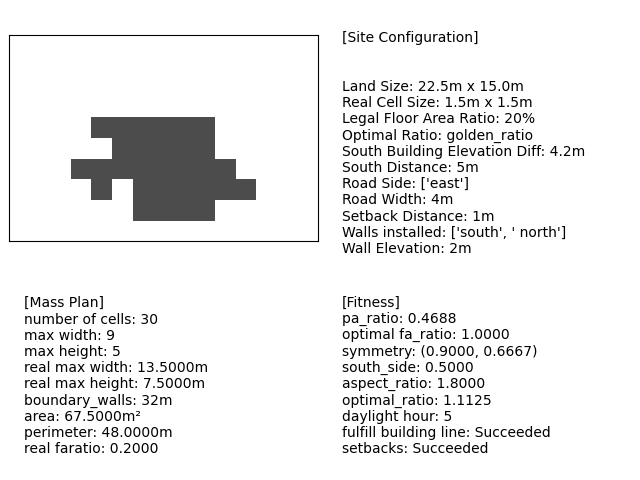 [Site Configuration]
Land Size: 22.5m x 15.0m
Real Cell Size: 1.5m x 1.5m
Legal Floor Area Ratio: 20%
Optimal Ratio: golden_ratio
South Building Elevation Diff: 4.2m
South Distance: 5m
Road Side: ['east']
Road Width: 4m
Setback Distance: 1m
Walls installed: ['south', ' north']
Wall Elevation: 2m
[Mass Plan]
number of cells: 30
max width: 9
max height: 5
real max width: 13.5000m
real max height: 7.5000m
boundary_walls: 32m
area: 67.5000m²
perimeter: 48.0000m
real faratio: 0.2000
[Fitness]
pa_ratio: 0.4688
optimal fa_ratio: 1.0000
symmetry: (0.9000, 0.6667)
south_side: 0.5000
aspect_ratio: 1.8000
optimal_ratio: 1.1125
daylight hour: 5
fulfill building line: Succeeded
setbacks: Succeeded